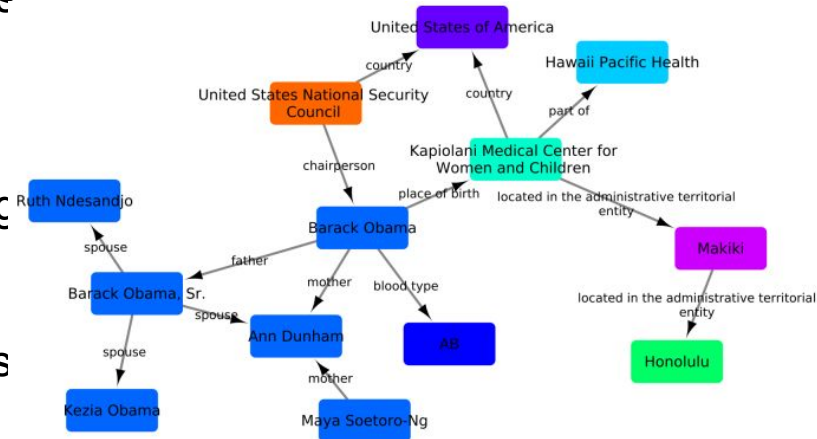 United States of America
Hawaii Pacific Health
country
United States National Security
Council
country
part of
Kapiolani Medical Center for
Women and Children
chairperson
place of birth
located in the administrative territorial
entity
Ruth Ndesandjo
Barack Obama
Makiki
spouse
father
Barack Obama, Sr.
mother
blood type
located in the administrative territorial
entity
spouse
Ann Dunham
AB
spouse
Honolulu
mother
Kezia Obama
Maya Soetoro-Ng